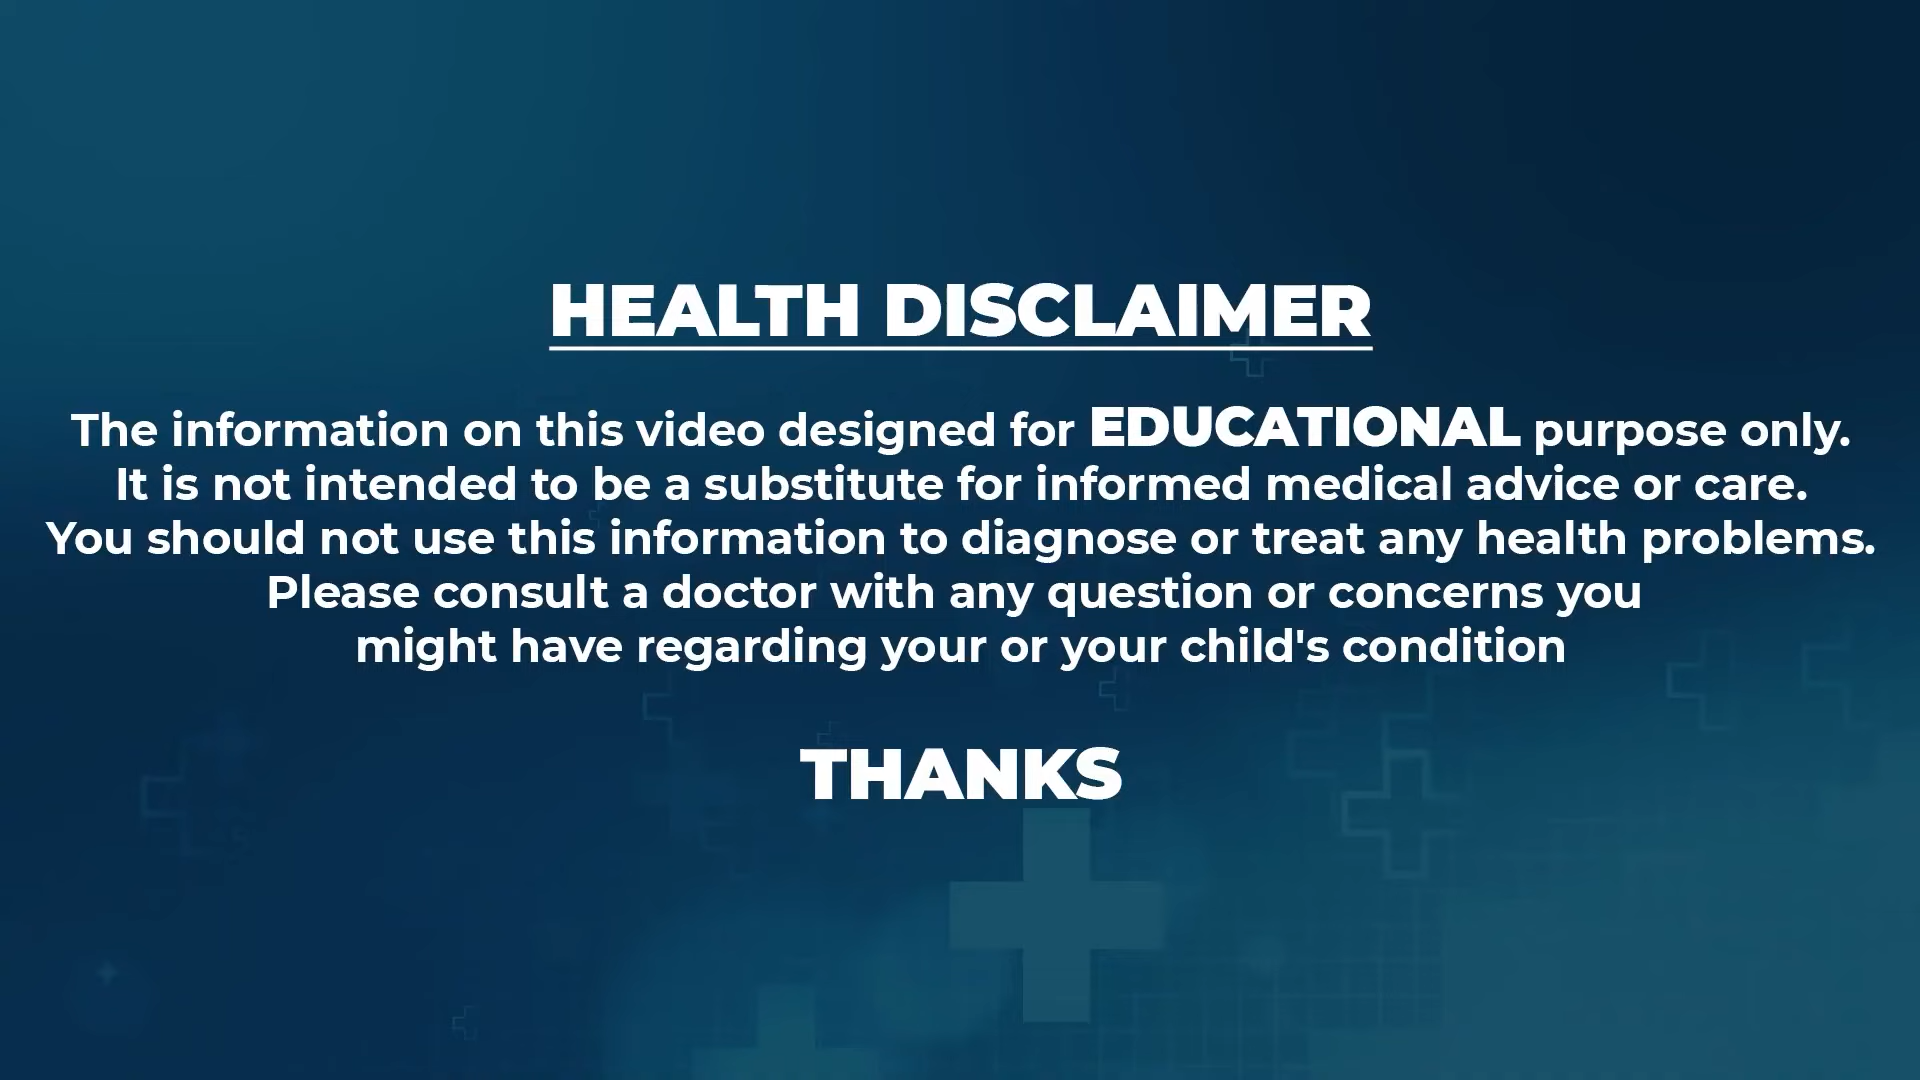 HEALTH DISCLAIMER
The information on this video designed for EDUCATIONAL purpose only.
It is not intended to be a substitute for informed medical advice or care.
You should not use this information to diagnose or treat any health problems.
Please consult a doctor with any question or concerns you
might have regarding your or your child's condition
THANKS